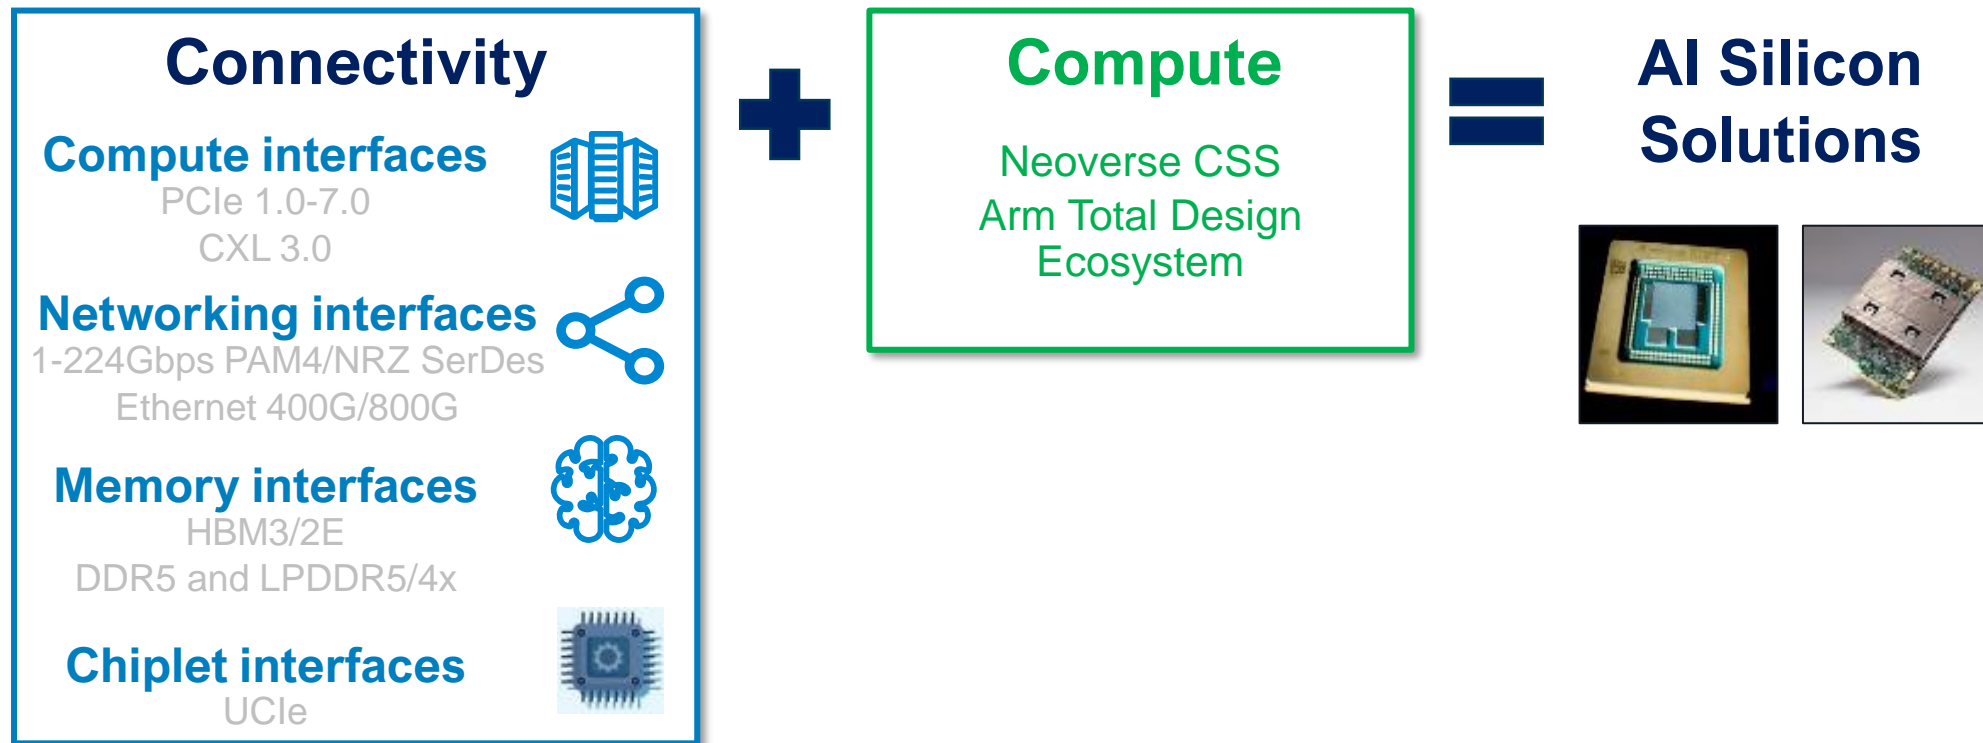 Connectivity
Compute interfaces
PCIe 1.0-7.0
CXL 3.0
Networking interfaces
1-224Gbps PAM4/NRZ SerDes
Ethernet 400G/800G
Memory interfaces
HBM3/2E
DDR5 and LPDDR5/4x
Chiplet interfaces
UCIe
Compute
Neoverse CSS
Arm Total Design
Ecosystem
AI Silicon
Solutions